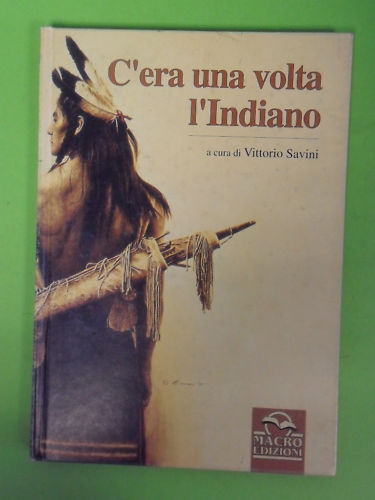 C'era una volta
l'Indiano
a cura di Vittorio Savini
MACRO
EDIZIONI